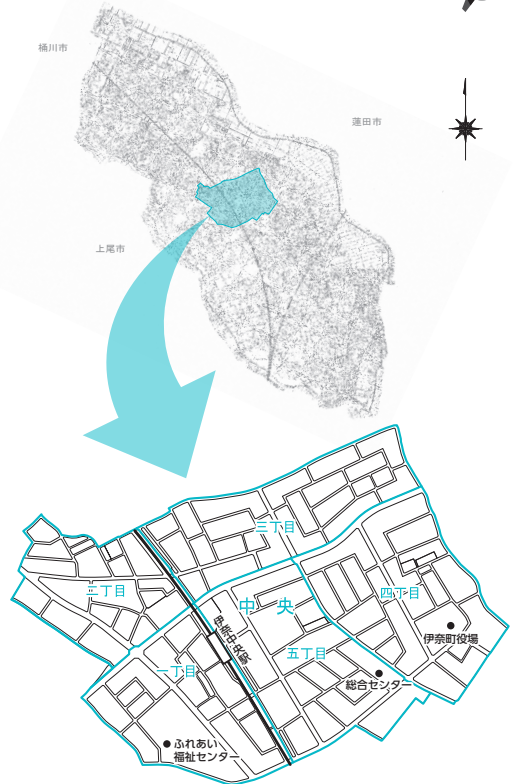 桶川市
蓮田市
上尾市
三丁目
二丁目
中央
四丁目
伊奈中央駅
伊奈町役場
五丁目
一丁目
総合センター
ふれあい
福祉センター